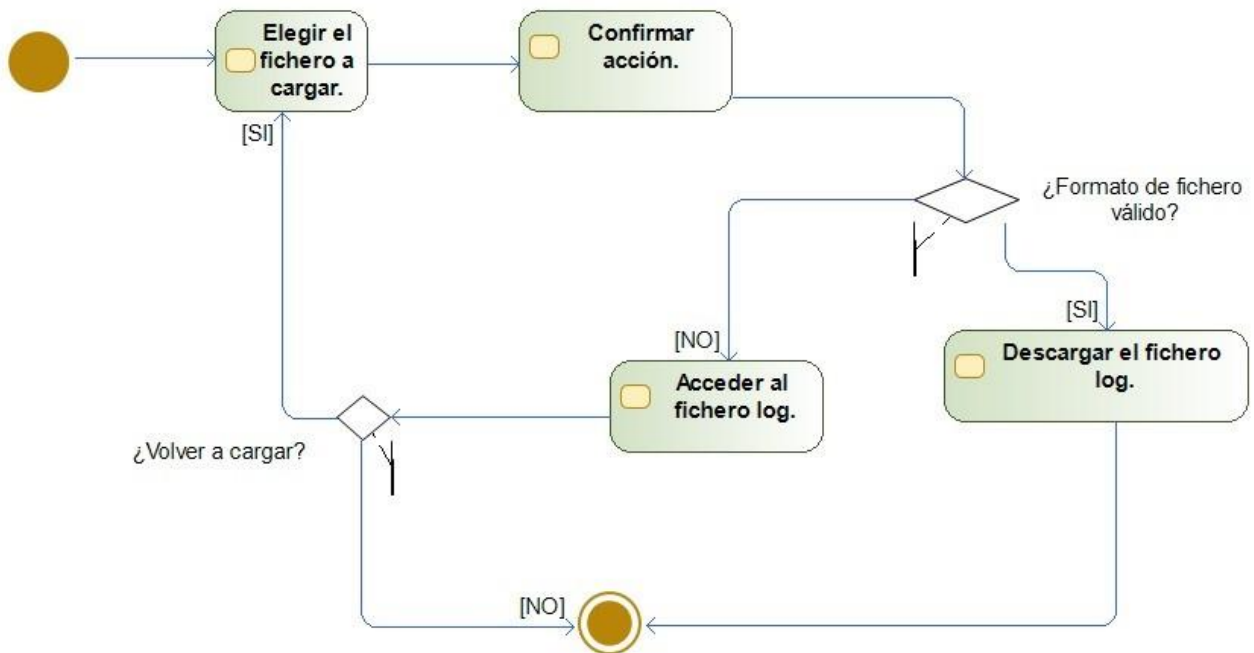 Elegir el
fichero a
cargar.
Confirmar
acción.
[SI]
¿Formato de fichero
válido?
[SI]
[NO]
Descargar el fichero
log.
Acceder al
fichero log.
¿Volver a cargar?
[NO]